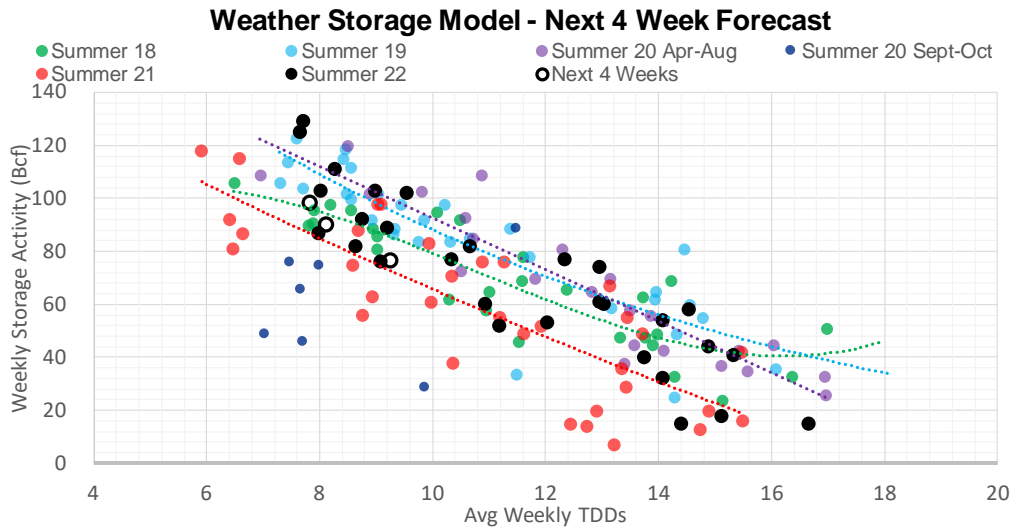 Weather Storage Model - Next 4 Week Forecast
Summer 18 Summer 19 Summer 20 Apr-Aug Summer 20 Sept-Oct
Summer 21 Summer 22 Next 4 Weeks
140
120
100
80
60
40
20
0
Weekly Storage Activity (Bcf)
4 6 8 10 12 14 16 18 20
Avg Weekly TDDs